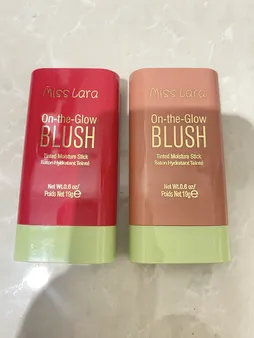 Miss Lara
On-the-Glow
BLUSH
Tinted Moisture Stick
Baton Hydratant Teinté
Net Wt.0.6 oz
Poids Net 19g℮
Miss Lara
On-the-Glow
BLUSH
Tinted Moisture Stick
Baton Hydratant Teinté
Net Wt.0.6 oz
Poids Net 19g℮